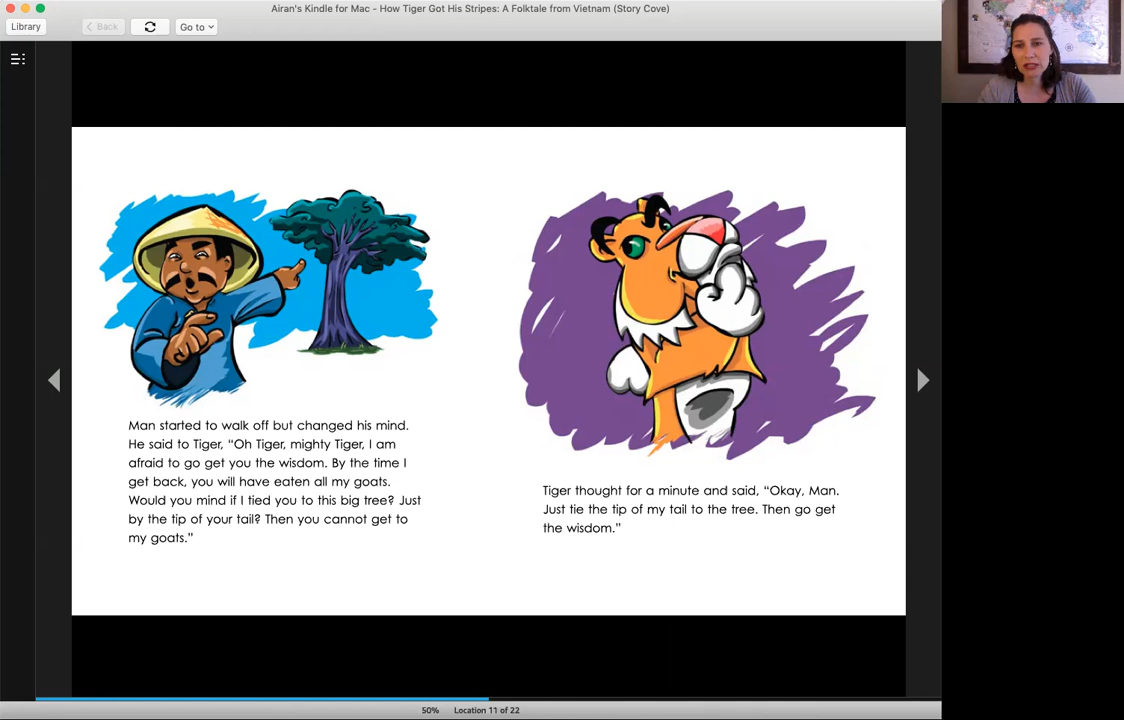 Airan's Kindle for Mac - How Tiger Got His Stripes: A Folktale from Vietnam (Story Cove)
Library
Back
Go to
Man started to walk off but changed his mind.
He said to Tiger, “Oh Tiger, mighty Tiger, I am
afraid to go get you the wisdom. By the time I
get back, you will have eaten all my goats.
Would you mind if I tied you to this big tree? Just
by the tip of your tail? Then you cannot get to
my goats.”
Tiger thought for a minute and said, “Okay, Man.
Just tie the tip of my tail to the tree. Then go get
the wisdom.”
50% Location 11 of 22